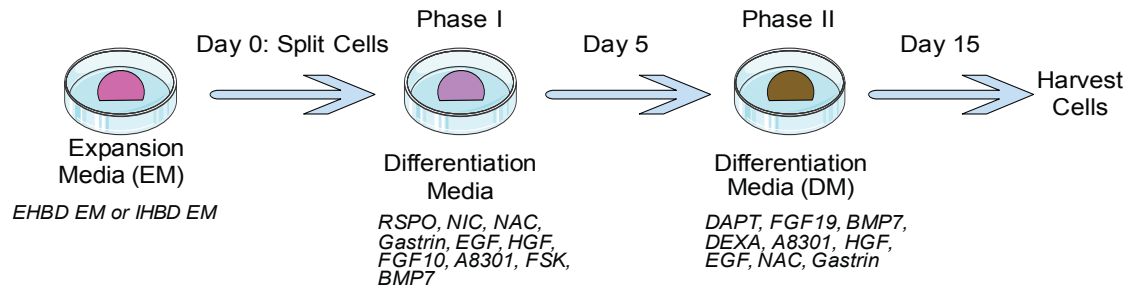 Phase I
Phase II
Day 0: Split Cells
Day 5
Day 15
Harvest
Cells
Expansion
Media (EM)
EHBD EM or IHBD EM
Differentiation
Media
RSPO, NIC, NAC,
Gastrin, EGF, HGF,
FGF10, A8301, FSK,
BMP7
Differentiation
Media (DM)
DAPT, FGF19, BMP7,
DEXA, A8301, HGF,
EGF, NAC, Gastrin